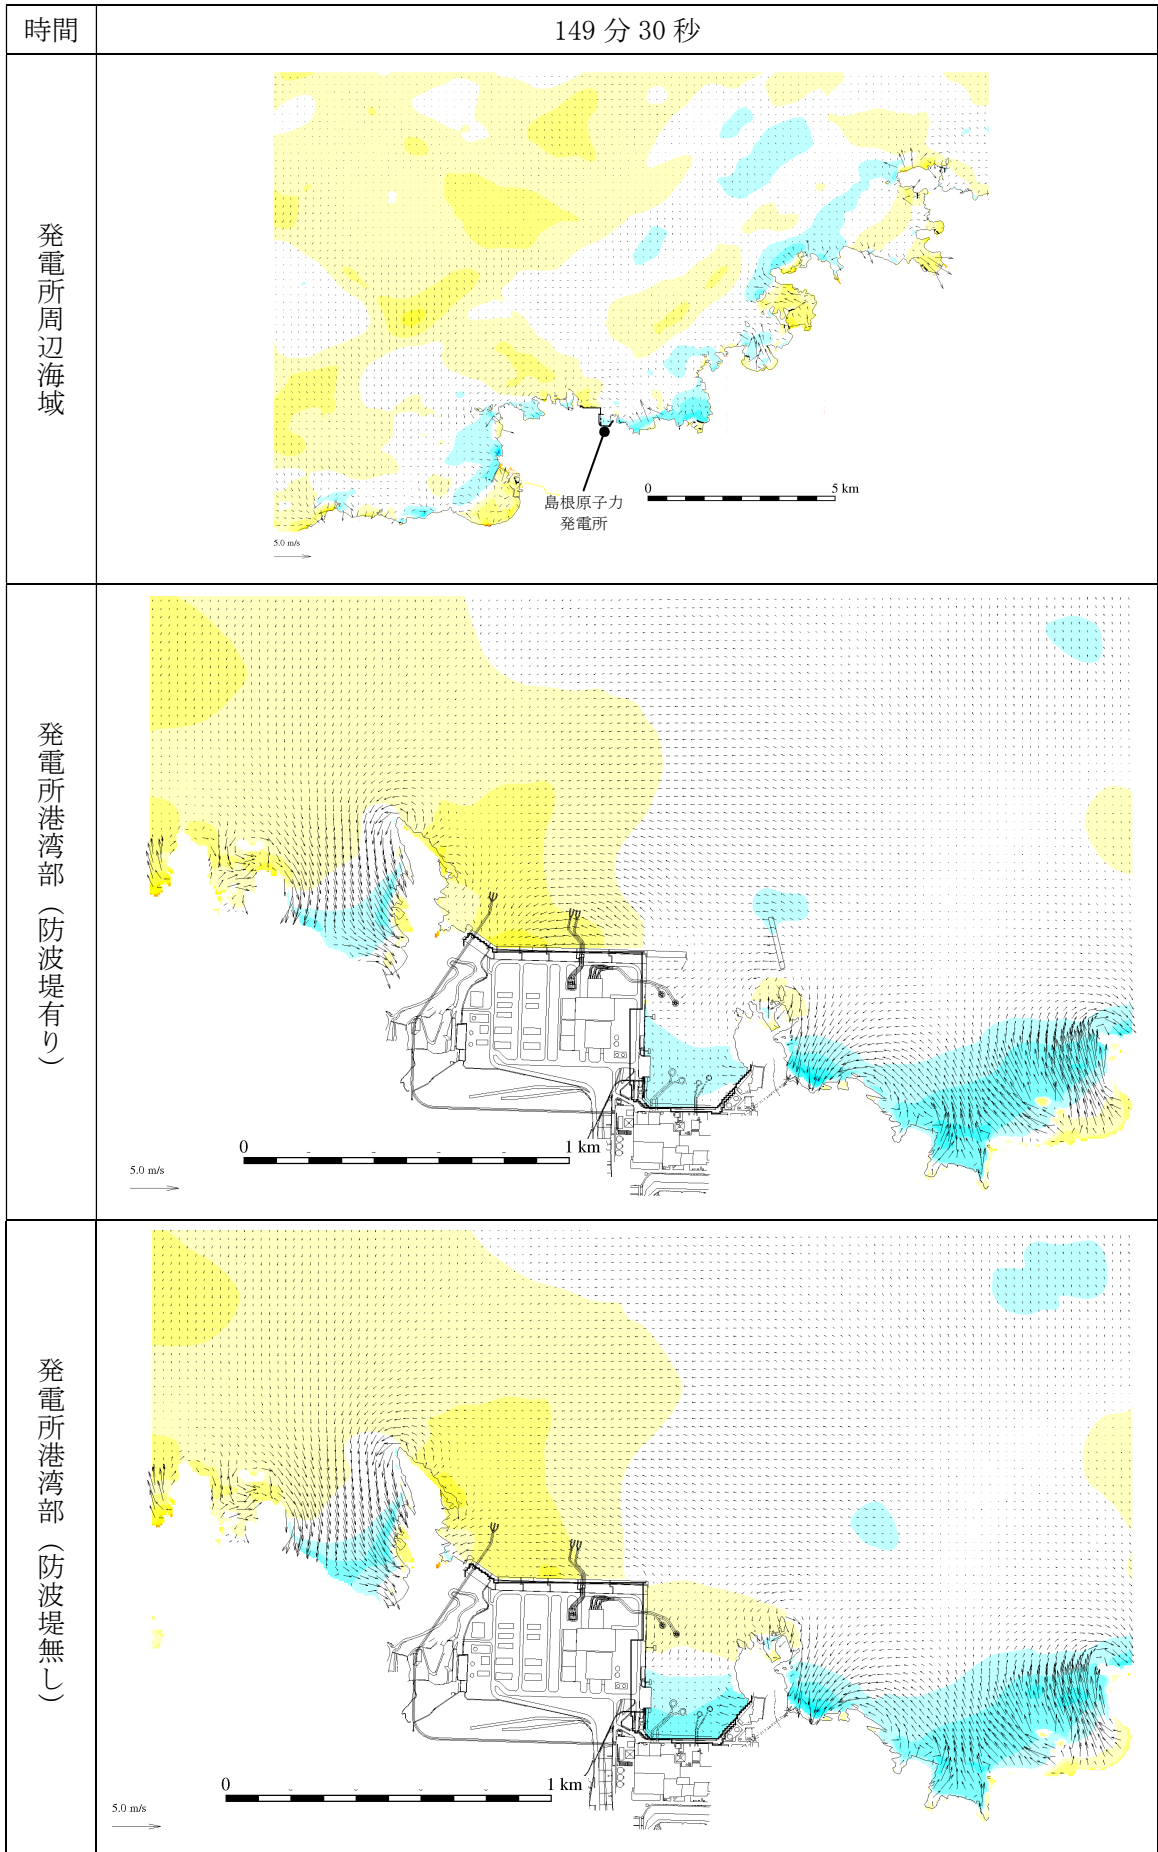 時間
149 分 30 秒
発電所周辺海域
島根原子力
発電所
0 5 km
5.0 m/s
発電所港湾部（防波堤有り）
0 1 km
5.0 m/s
発電所港湾部（防波堤無し）
0 1 km
5.0 m/s